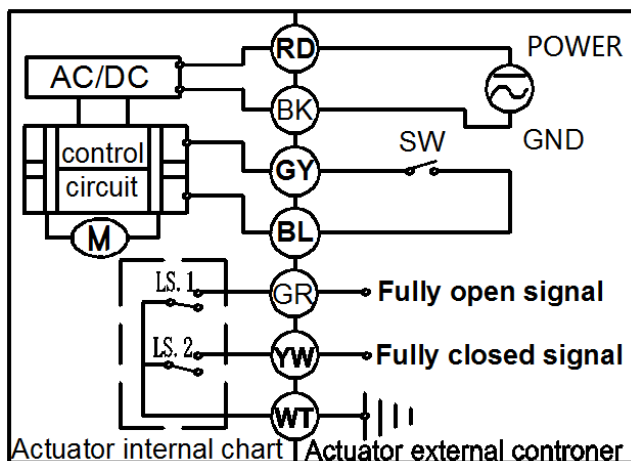 RD
POWER
AC/DC
BK
GND
control
circuit
GY
SW
BL
M
LS. 1
GR
Fully open signal
LS. 2
YW
Fully closed signal
WT
Actuator internal chart
Actuator external controner